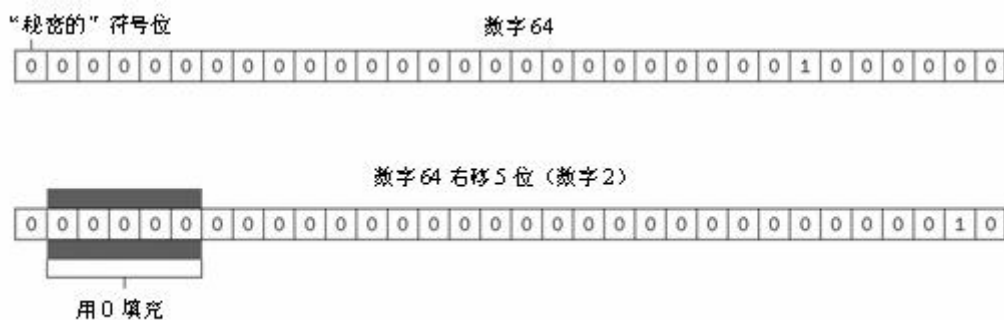 “秘密的”符号位
数字 64
0 0 0 0 0 0 0 0 0 0 0 0 0 0 0 0 0 0 0 0 0 0 0 0 0 1 0 0 0 0 0 0
数字 64 右移 5 位（数字 2）
0 0 0 0 0 0 0 0 0 0 0 0 0 0 0 0 0 0 0 0 0 0 0 0 0 0 0 0 0 0 1 0
用 0 填充